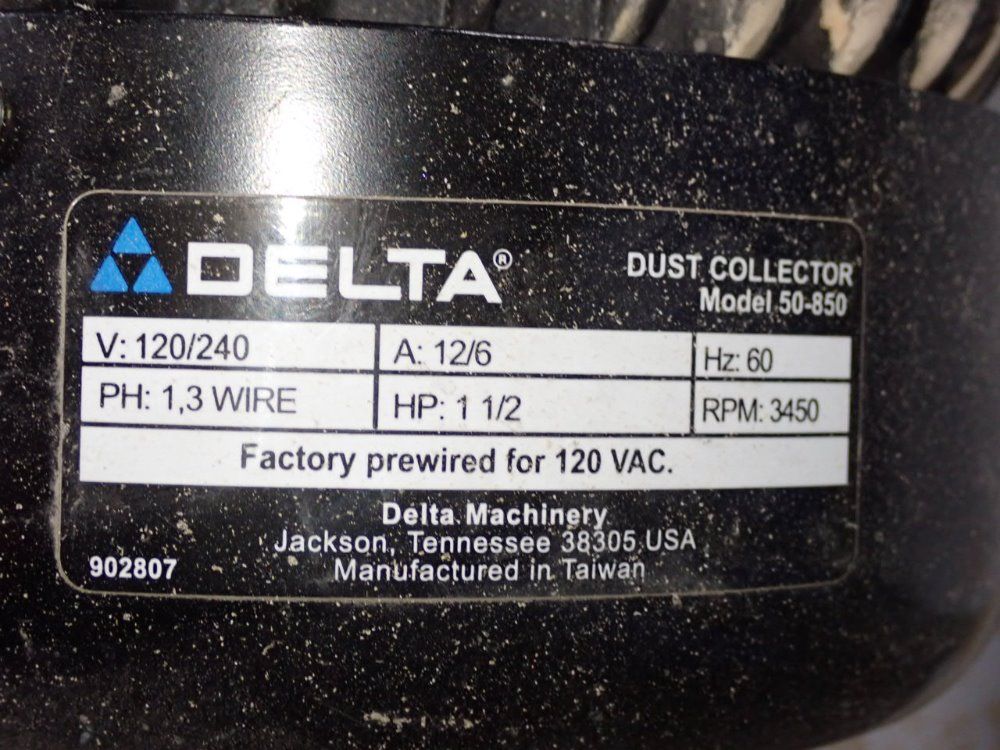 DELTA®
DUST COLLECTOR
Model 50-850
V: 120/240 A: 12/6 Hz: 60
PH: 1,3 WIRE HP: 1 1/2 RPM: 3450
Factory prewired for 120 VAC.
Delta Machinery
Jackson, Tennessee 38305 USA
902807 Manufactured in Taiwan